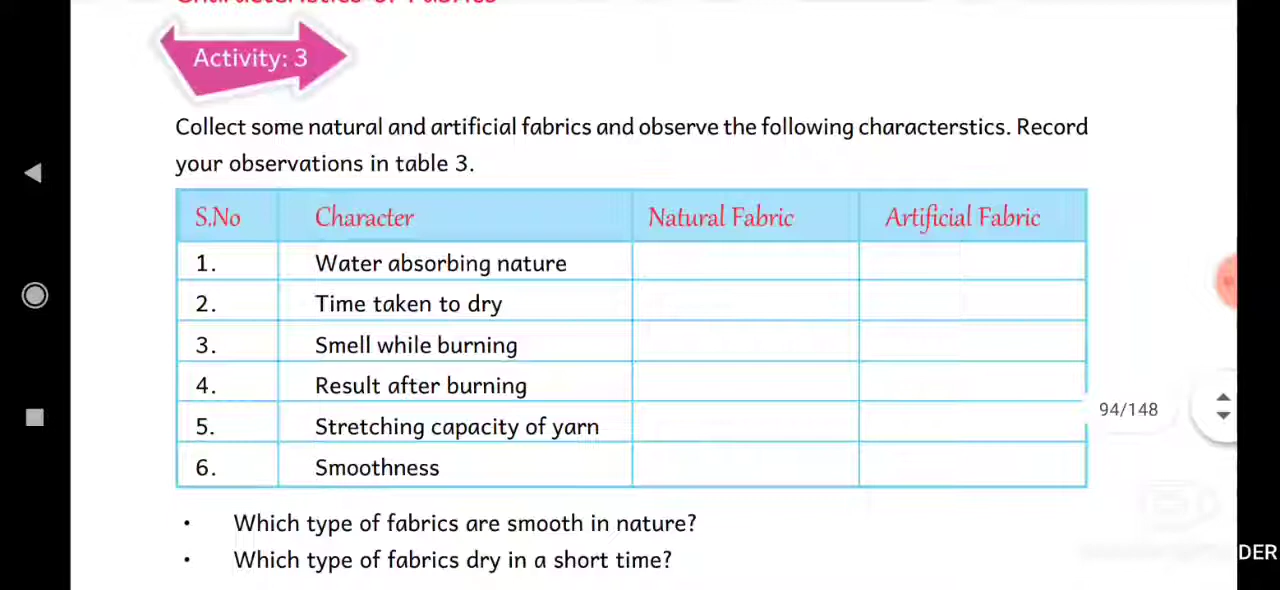 Characteristics of Fabrics
Activity: 3
Collect some natural and artificial fabrics and observe the following characterstics. Record
your observations in table 3.
S.No Character Natural Fabric Artificial Fabric
1. Water absorbing nature
2. Time taken to dry
3. Smell while burning
4. Result after burning
94/148
5. Stretching capacity of yarn
6. Smoothness
• Which type of fabrics are smooth in nature?
• Which type of fabrics dry in a short time?
DER